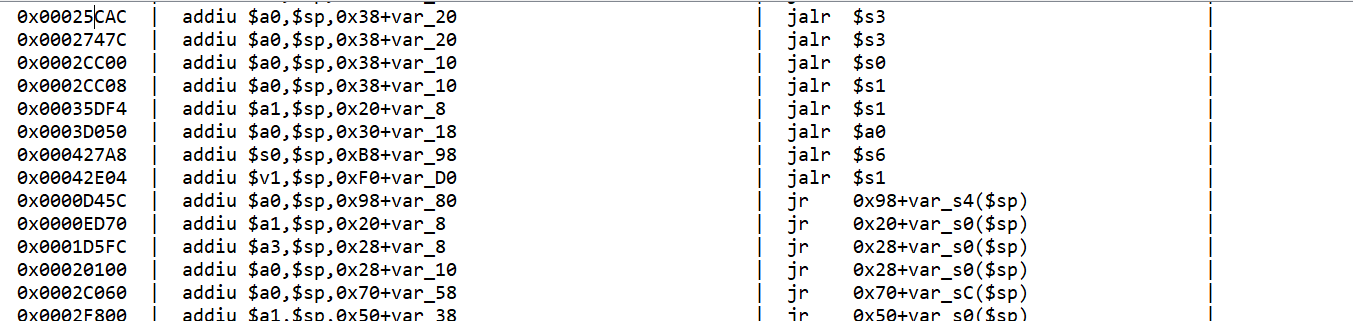 0x00025CAC | addiu $a0,$sp,0x38+var_20 | jalr $s3 |
0x0002747C | addiu $a0,$sp,0x38+var_20 | jalr $s3 |
0x0002CC00 | addiu $a0,$sp,0x38+var_10 | jalr $s0 |
0x0002CC08 | addiu $a0,$sp,0x38+var_10 | jalr $s1 |
0x00035DF4 | addiu $a1,$sp,0x20+var_8 | jalr $s1 |
0x0003D050 | addiu $a0,$sp,0x30+var_18 | jalr $a0 |
0x000427A8 | addiu $s0,$sp,0xB8+var_98 | jalr $s6 |
0x00042E04 | addiu $v1,$sp,0xF0+var_D0 | jalr $s1 |
0x0000D45C | addiu $a0,$sp,0x98+var_80 | jr 0x98+var_s4($sp) |
0x0000ED70 | addiu $a1,$sp,0x20+var_8 | jr 0x20+var_s0($sp) |
0x0001D5FC | addiu $a3,$sp,0x28+var_8 | jr 0x28+var_s0($sp) |
0x00020100 | addiu $a0,$sp,0x28+var_10 | jr 0x28+var_s0($sp) |
0x0002C060 | addiu $a0,$sp,0x70+var_58 | jr 0x70+var_sC($sp) |
0x0002F800 | addiu $a1,$sp,0x50+var_38 | jr 0x50+var_s0($sp) |